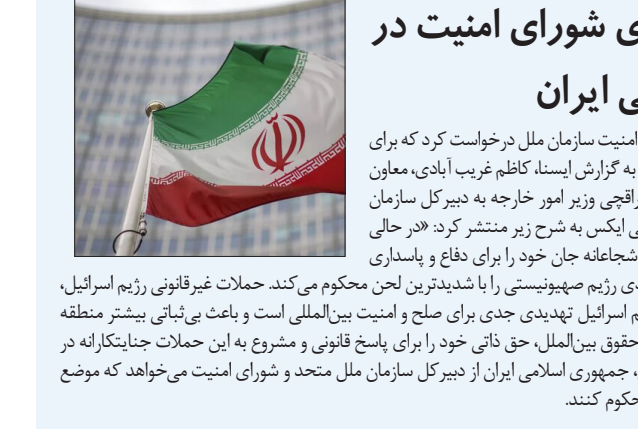 ی شورای امنیت در
ی ایران
امنیت سازمان ملل درخواست کرد که برای
به گزارش ایسنا، کاظم غریب آبادی، معاون
راقچی وزیر امور خارجه به دبیر کل سازمان
ی ایکس به شرح زیر منتشر کرد: «در حالی
شجاعانه جان خود را برای دفاع و پاسداری
دی رژیم صهیونیستی را با شدیدترین لحن محکوم می‌کند. حملات غیرقانونی رژیم اسرائیل،
م اسرائیل تهدیدی جدی برای صلح و امنیت بین‌المللی است و باعث بی‌ثباتی بیشتر منطقه
حقوق بین‌الملل، حق ذاتی خود را برای پاسخ قانونی و مشروع به این حملات جنایتکارانه در
، جمهوری اسلامی ایران از دبیر کل سازمان ملل متحد و شورای امنیت می‌خواهد که موضع
حکوم کنند.